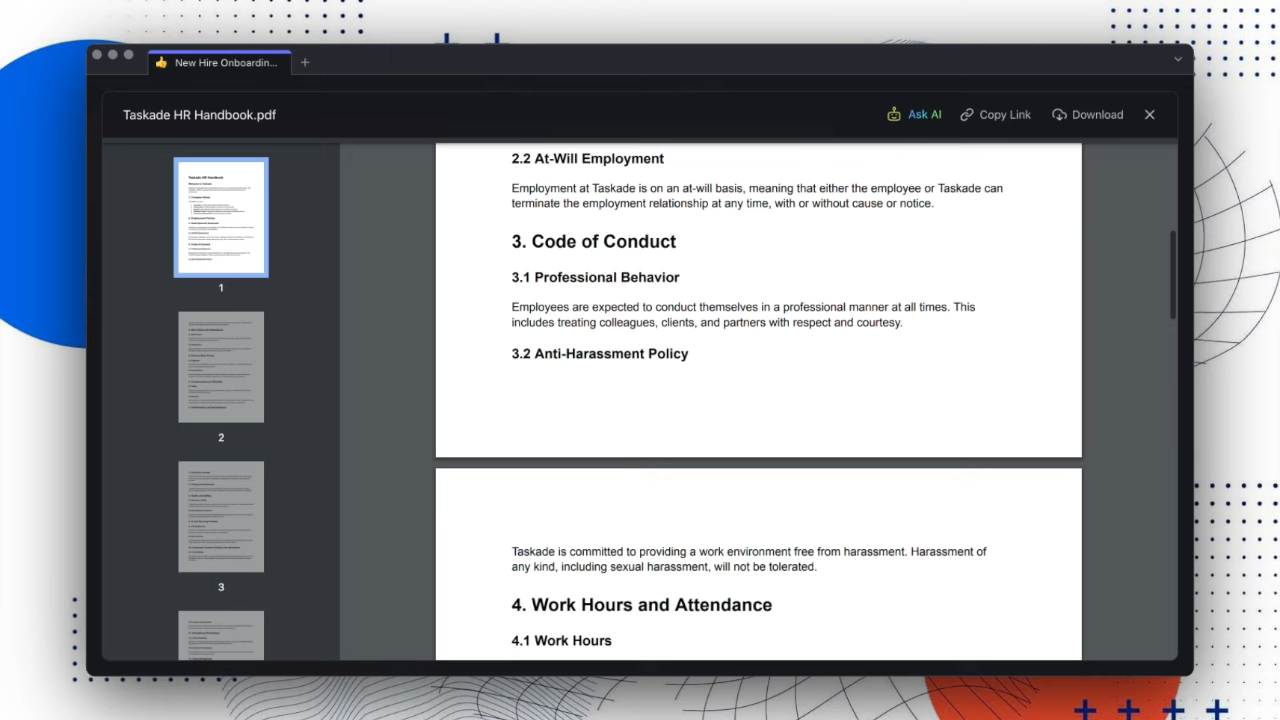 👍 New Hire Onboardin...
Taskade HR Handbook.pdf
Ask AI
Copy Link
Download
2.2 At-Will Employment
Employment at Taskade is on an at-will basis, meaning that either the employee or Taskade can
terminate the employment relationship at any time, with or without cause or notice.
3. Code of Conduct
3.1 Professional Behavior
Employees are expected to conduct themselves in a professional manner at all times. This
includes treating colleagues, clients, and partners with respect and courtesy.
3.2 Anti-Harassment Policy
Taskade is committed to providing a work environment free from harassment. Harassment of
any kind, including sexual harassment, will not be tolerated.
4. Work Hours and Attendance
4.1 Work Hours
Taskade HR Handbook
Welcome to Taskade
1
2
3